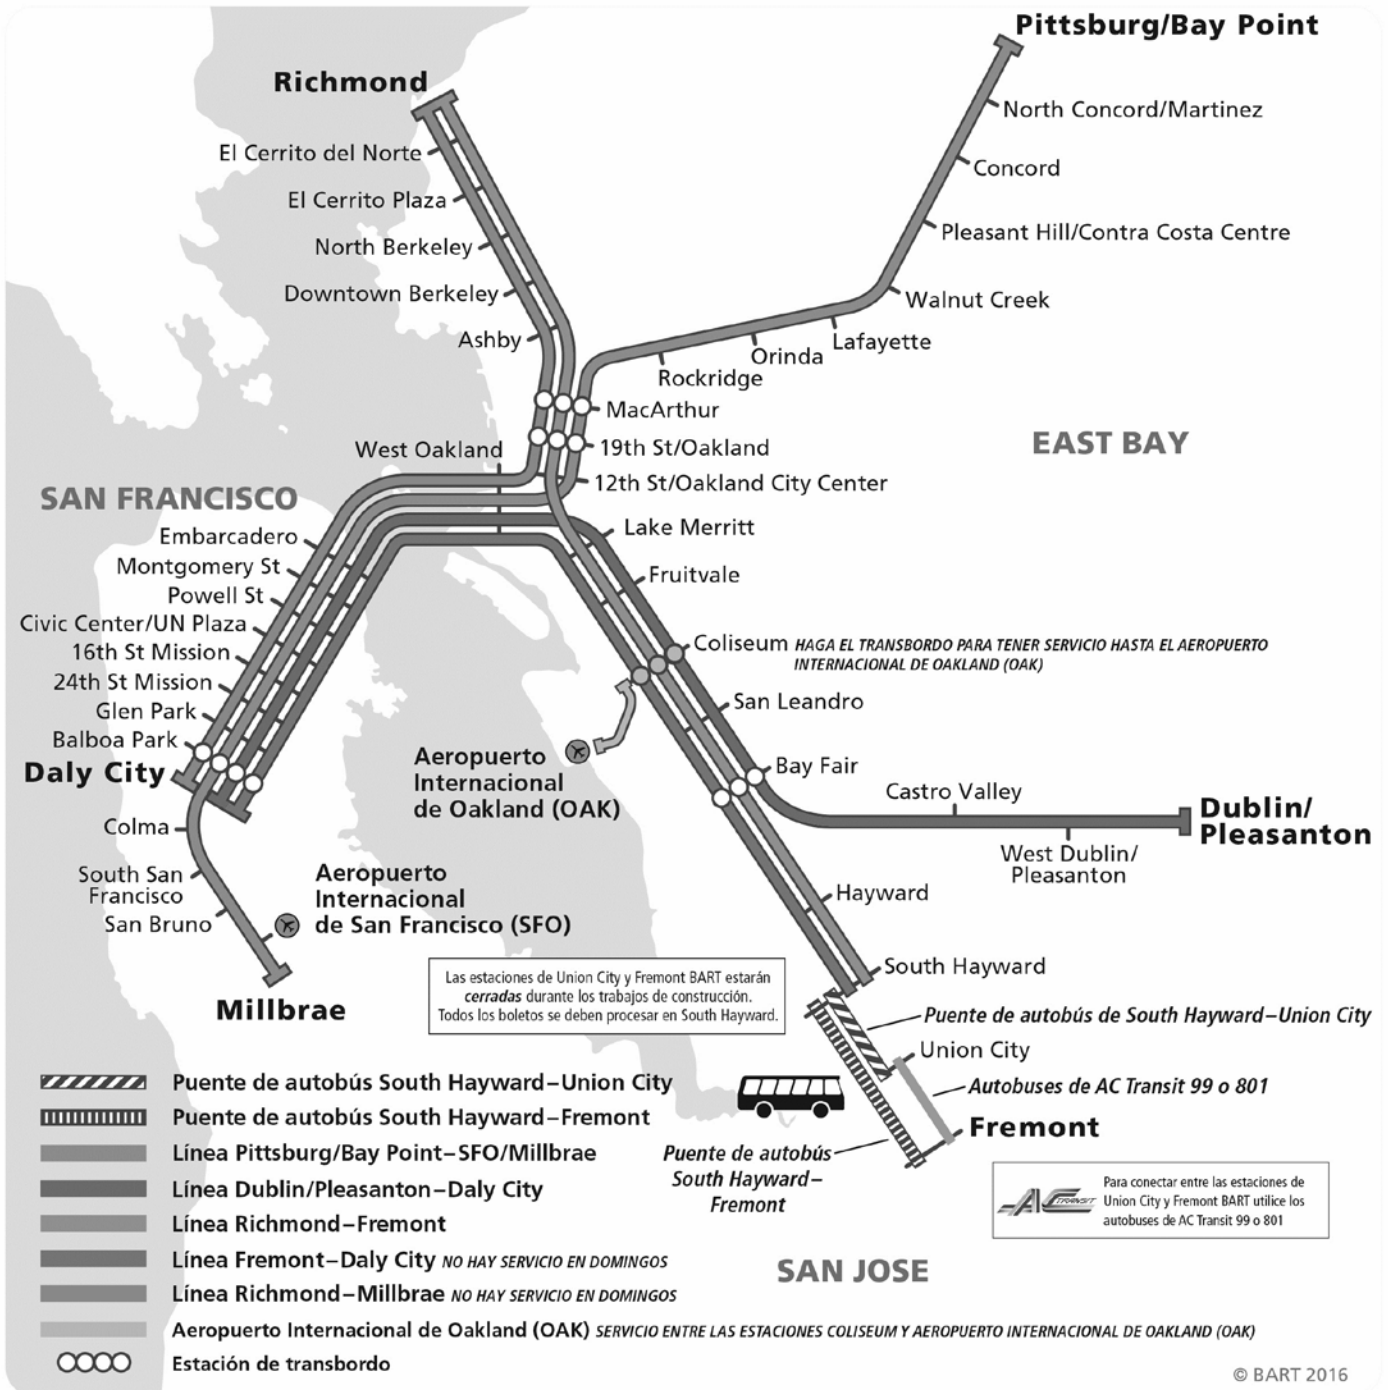 Pittsburg/Bay Point
Richmond
North Concord/Martinez
El Cerrito del Norte
Concord
El Cerrito Plaza
Pleasant Hill/Contra Costa Centre
North Berkeley
Downtown Berkeley
Walnut Creek
Ashby
Lafayette
Orinda
Rockridge
MacArthur
EAST BAY
West Oakland
19th St/Oakland
12th St/Oakland City Center
SAN FRANCISCO
Lake Merritt
Embarcadero
Montgomery St
Fruitvale
Powell St
Civic Center/UN Plaza
Coliseum HAGA EL TRANSBORDO PARA TENER SERVICIO HASTA EL AEROPUERTO
INTERNACIONAL DE OAKLAND (OAK)
16th St Mission
24th St Mission
San Leandro
Glen Park
Balboa Park
Aeropuerto
Internacional
de Oakland (OAK)
Bay Fair
Daly City
Castro Valley
Dublin/
Pleasanton
Colma
West Dublin/
Pleasanton
South San
Francisco
Aeropuerto
Internacional
de San Francisco (SFO)
Hayward
San Bruno
South Hayward
Las estaciones de Union City y Fremont BART estarán
cerradas durante los trabajos de construcción.
Todos los boletos se deben procesar en South Hayward.
Millbrae
Puente de autobús de South Hayward–Union City
Union City
Autobuses de AC Transit 99 o 801
Fremont
Puente de autobús
South Hayward–
Fremont
AC TRANSIT
Para conectar entre las estaciones de
Union City y Fremont BART utilice los
autobuses de AC Transit 99 o 801
SAN JOSE
Puente de autobús South Hayward–Union City
Puente de autobús South Hayward–Fremont
Línea Pittsburg/Bay Point–SFO/Millbrae
Línea Dublin/Pleasanton–Daly City
Línea Richmond–Fremont
Línea Fremont–Daly City NO HAY SERVICIO EN DOMINGOS
Línea Richmond–Millbrae NO HAY SERVICIO EN DOMINGOS
Aeropuerto Internacional de Oakland (OAK) SERVICIO ENTRE LAS ESTACIONES COLISEUM Y AEROPUERTO INTERNACIONAL DE OAKLAND (OAK)
Estación de transbordo
© BART 2016